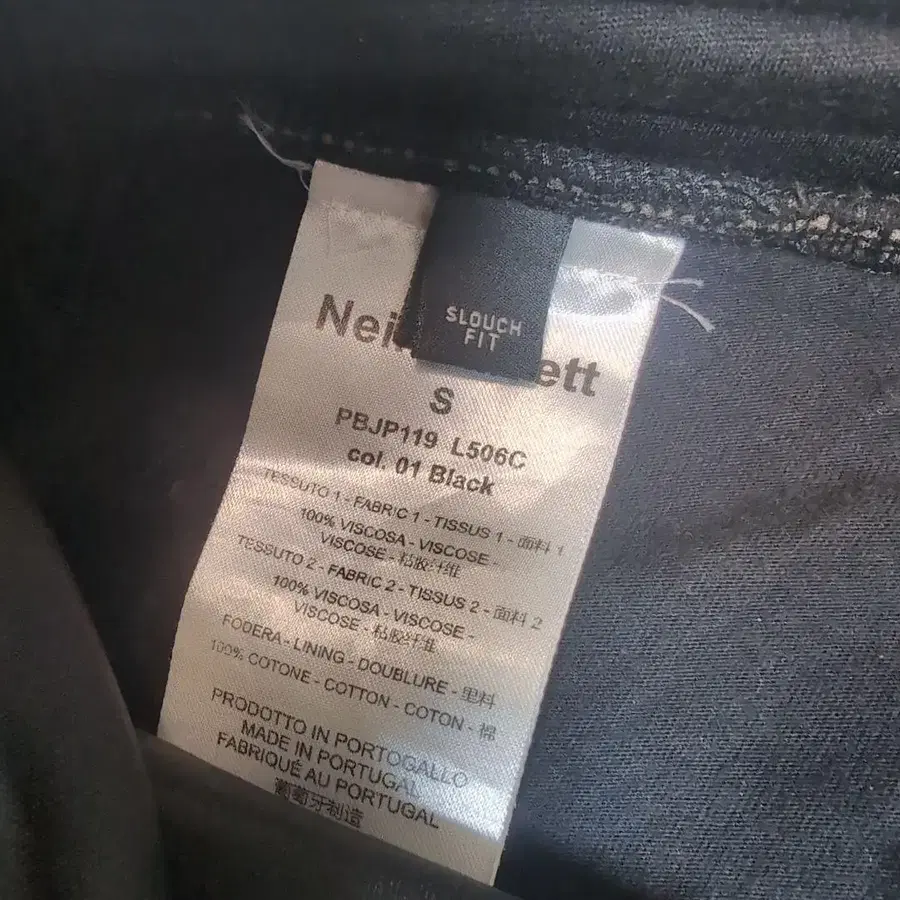 SLOUCH
FIT
Nei ett
S
PBJP119 L506C
col. 01 Black
TESSUTO 1 - FABRIC 1 - TISSUS 1 - 面料 1
100% VISCOSA - VISCOSE -
VISCOSE - 粘胶纤维
TESSUTO 2 - FABRIC 2 - TISSUS 2 - 面料 2
100% VISCOSA - VISCOSE -
VISCOSE - 粘胶纤维
FODERA - LINING - DOUBLURE - 里料
100% COTONE - COTTON - COTON - 棉
PRODOTTO IN PORTOGALLO
MADE IN PORTUGAL
FABRIQUÉ AU PORTUGAL
葡萄牙制造